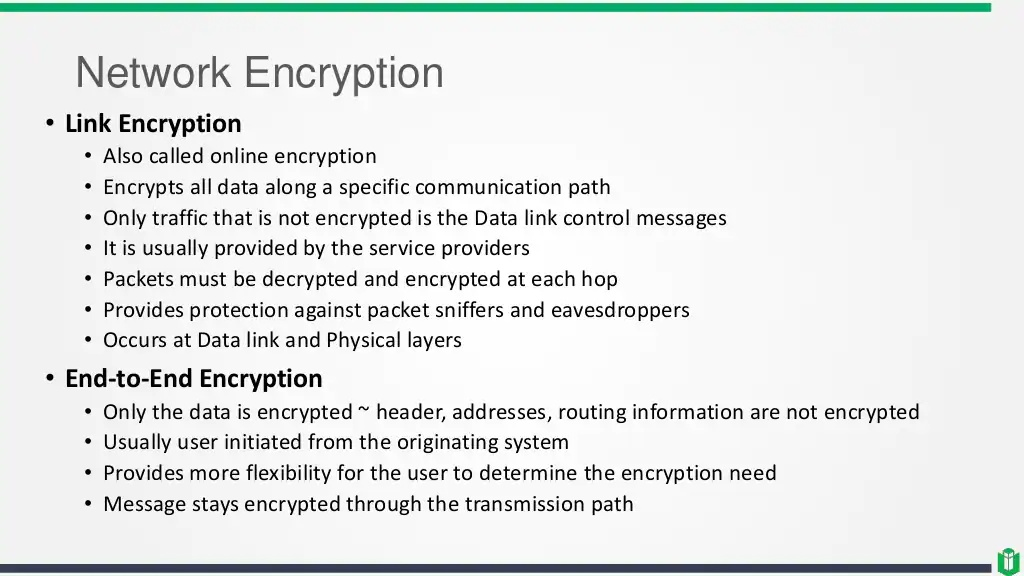 Network Encryption
• Link Encryption
• Also called online encryption
• Encrypts all data along a specific communication path
• Only traffic that is not encrypted is the Data link control messages
• It is usually provided by the service providers
• Packets must be decrypted and encrypted at each hop
• Provides protection against packet sniffers and eavesdroppers
• Occurs at Data link and Physical layers
• End-to-End Encryption
• Only the data is encrypted ~ header, addresses, routing information are not encrypted
• Usually user initiated from the originating system
• Provides more flexibility for the user to determine the encryption need
• Message stays encrypted through the transmission path